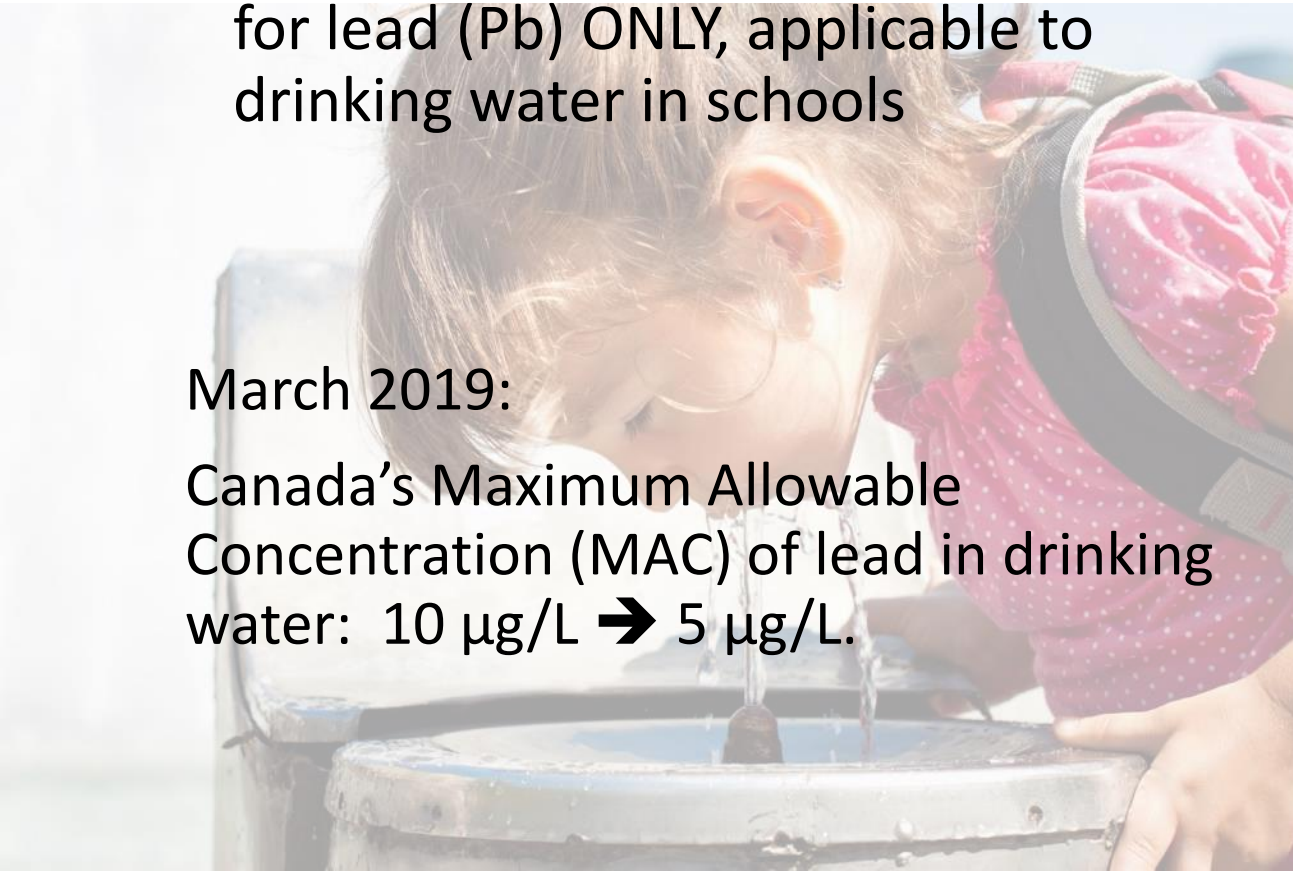 for lead (Pb) ONLY, applicable to
drinking water in schools
March 2019:
Canada’s Maximum Allowable
Concentration (MAC) of lead in drinking
water:  10 µg/L 🡺 5 µg/L.